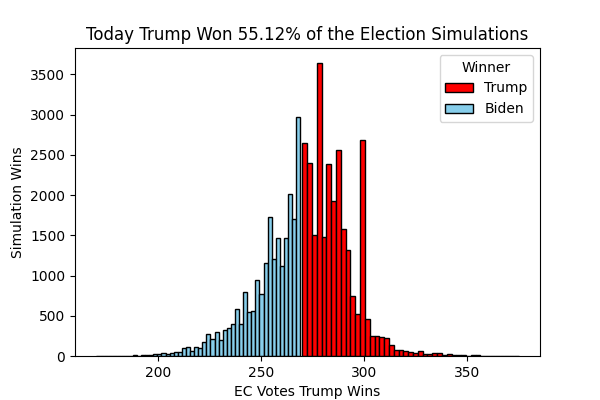 Today Trump Won 55.12% of the Election Simulations
Winner
Trump
Biden
Simulation Wins
3500
3000
2500
2000
1500
1000
500
0
200
250
300
350
EC Votes Trump Wins